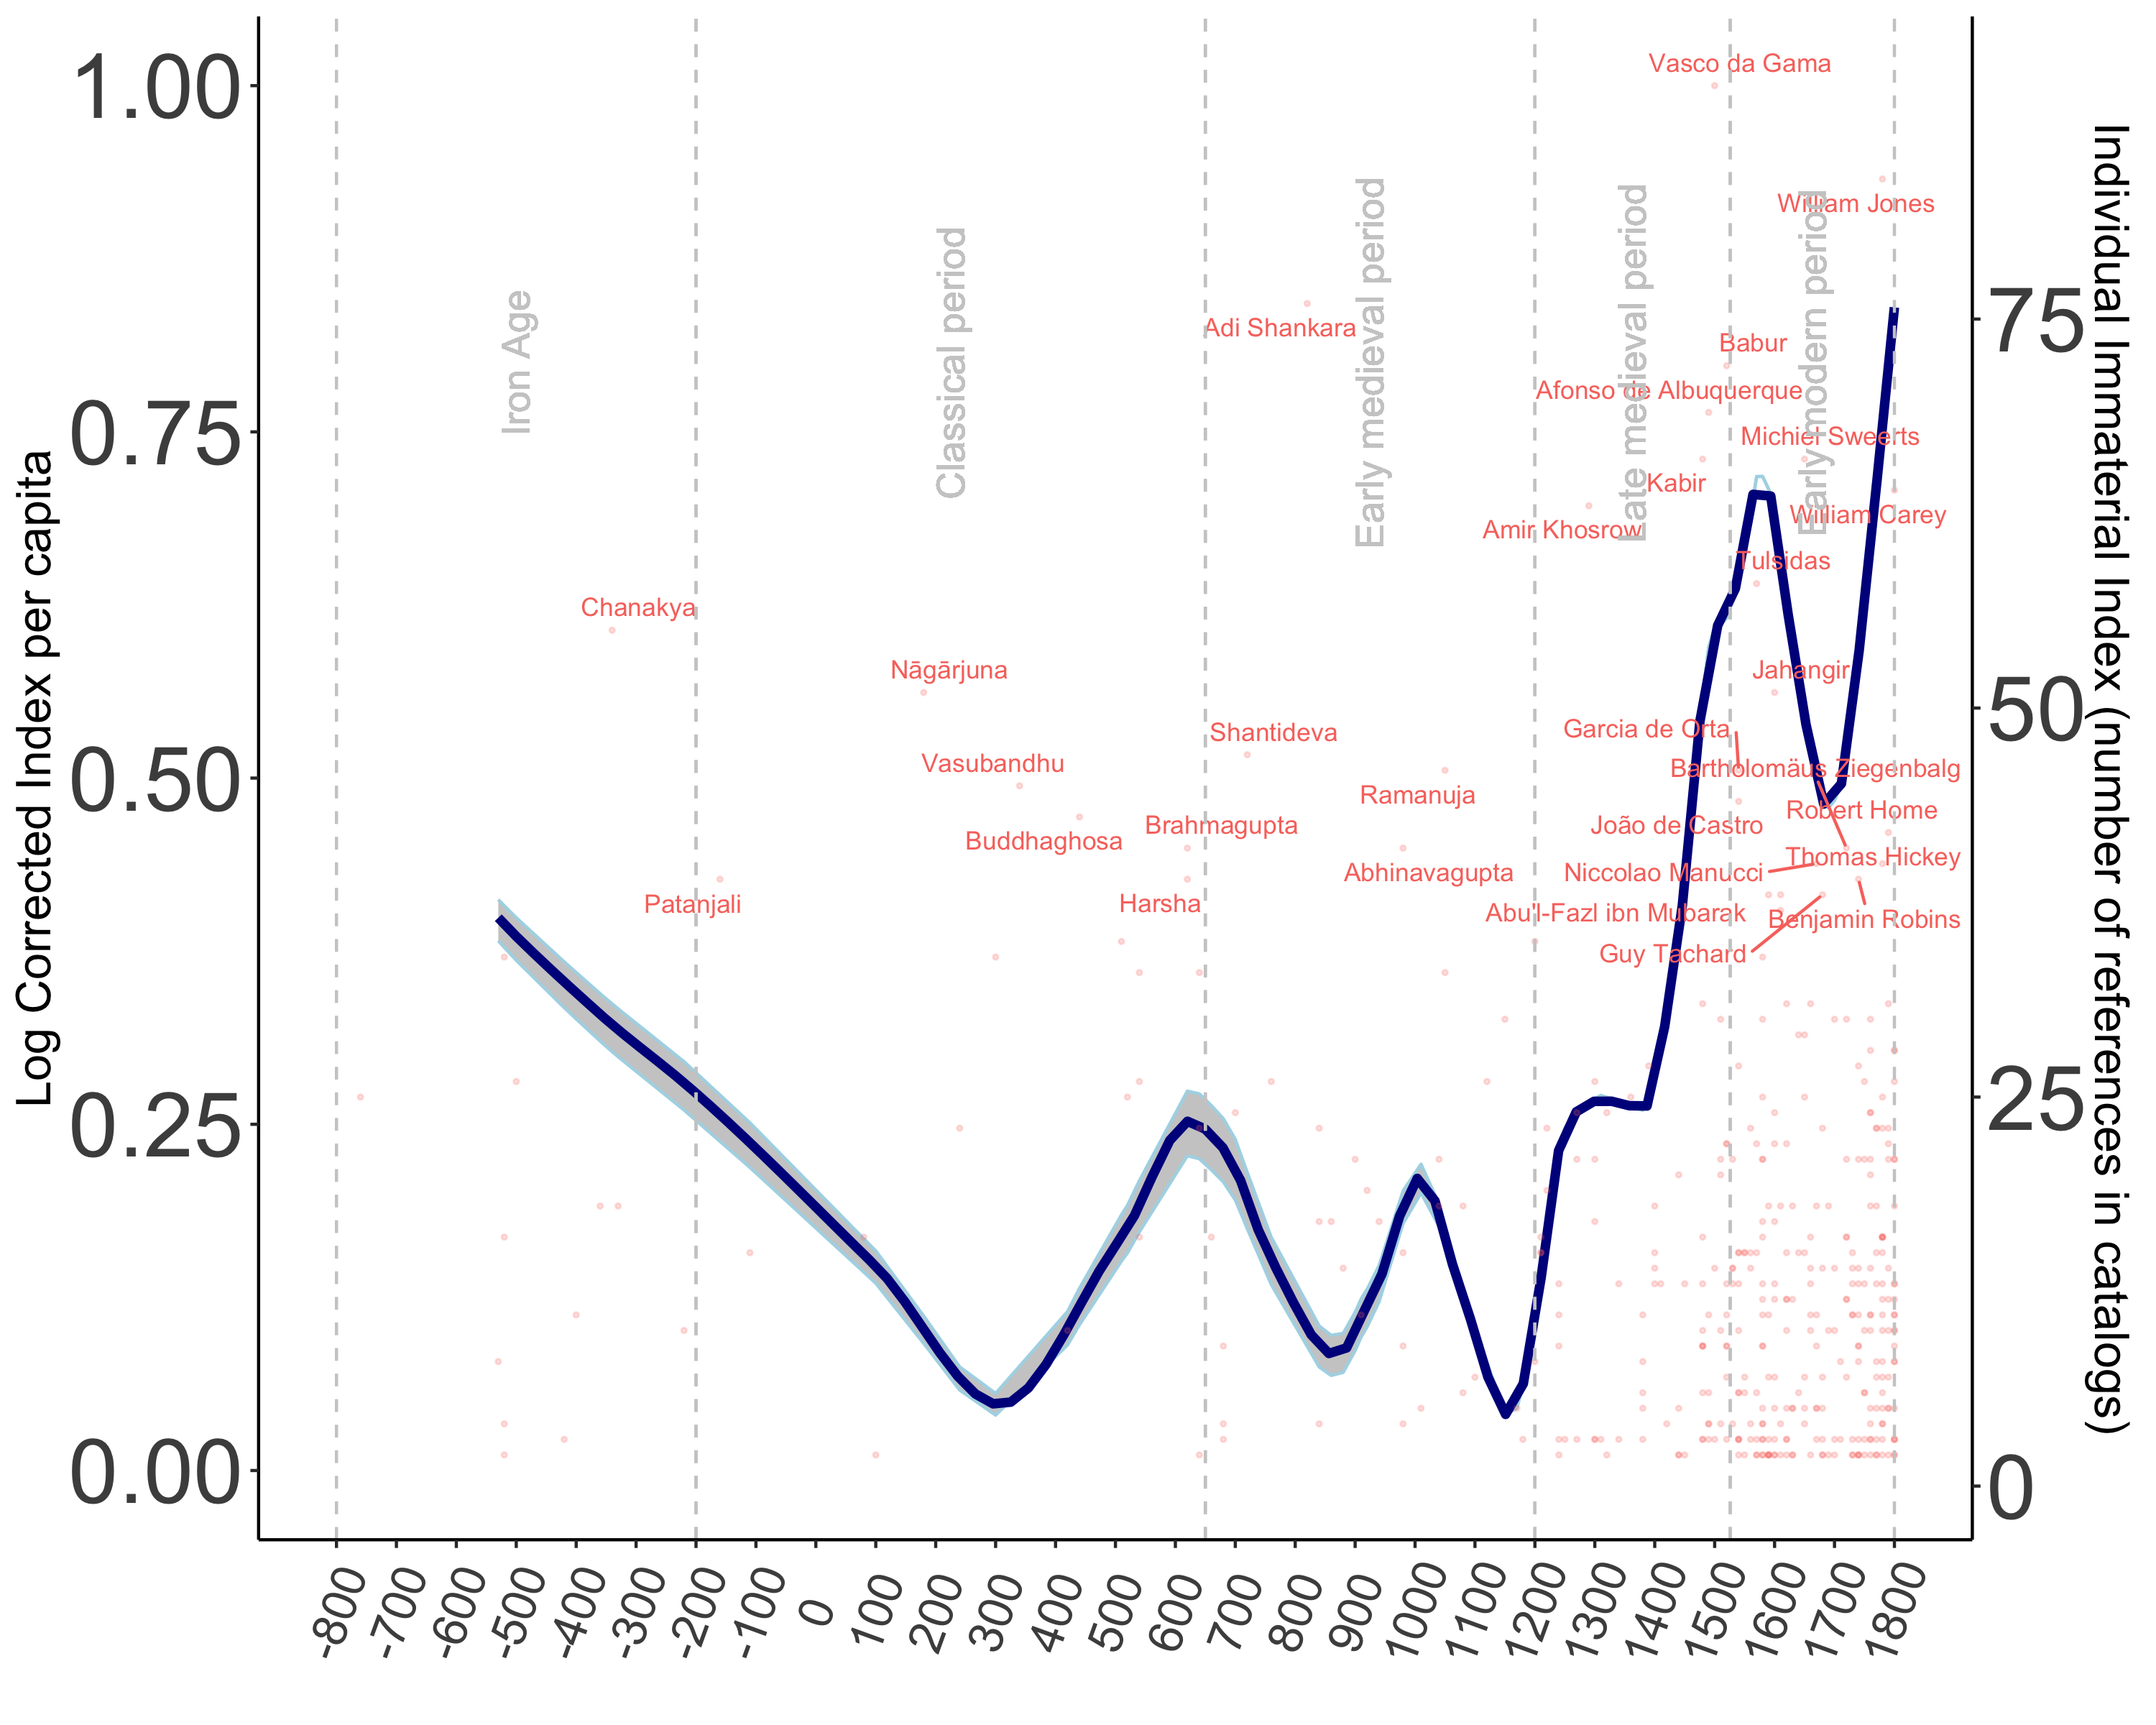 Log Corrected Index per capita
1.00
0.75
0.50
0.25
0.00
Individual Immaterial Index (number of references in catalogs)
75
50
25
0
Iron Age
Classical period
Early medieval period
Late medieval period
Early modern period
Vasco da Gama
William Jones
Adi Shankara
Babur
Afonso de Albuquerque
Michiel Sweerts
Kabir
William Carey
Amir Khosrow
Tulsidas
Chanakya
Nāgārjuna
Jahangir
Shantideva
Garcia de Orta
Vasubandhu
Bartholomäus Ziegenbalg
Ramanuja
Robert Home
Brahmagupta
João de Castro
Buddhaghosa
Thomas Hickey
Abhinavagupta
Niccolao Manucci
Patanjali
Harsha
Abu'l-Fazl ibn Mubarak
Benjamin Robins
Guy Tachard
-800
-700
-600
-500
-400
-300
-200
-100
0
100
200
300
400
500
600
700
800
900
1000
1100
1200
1300
1400
1500
1600
1700
1800